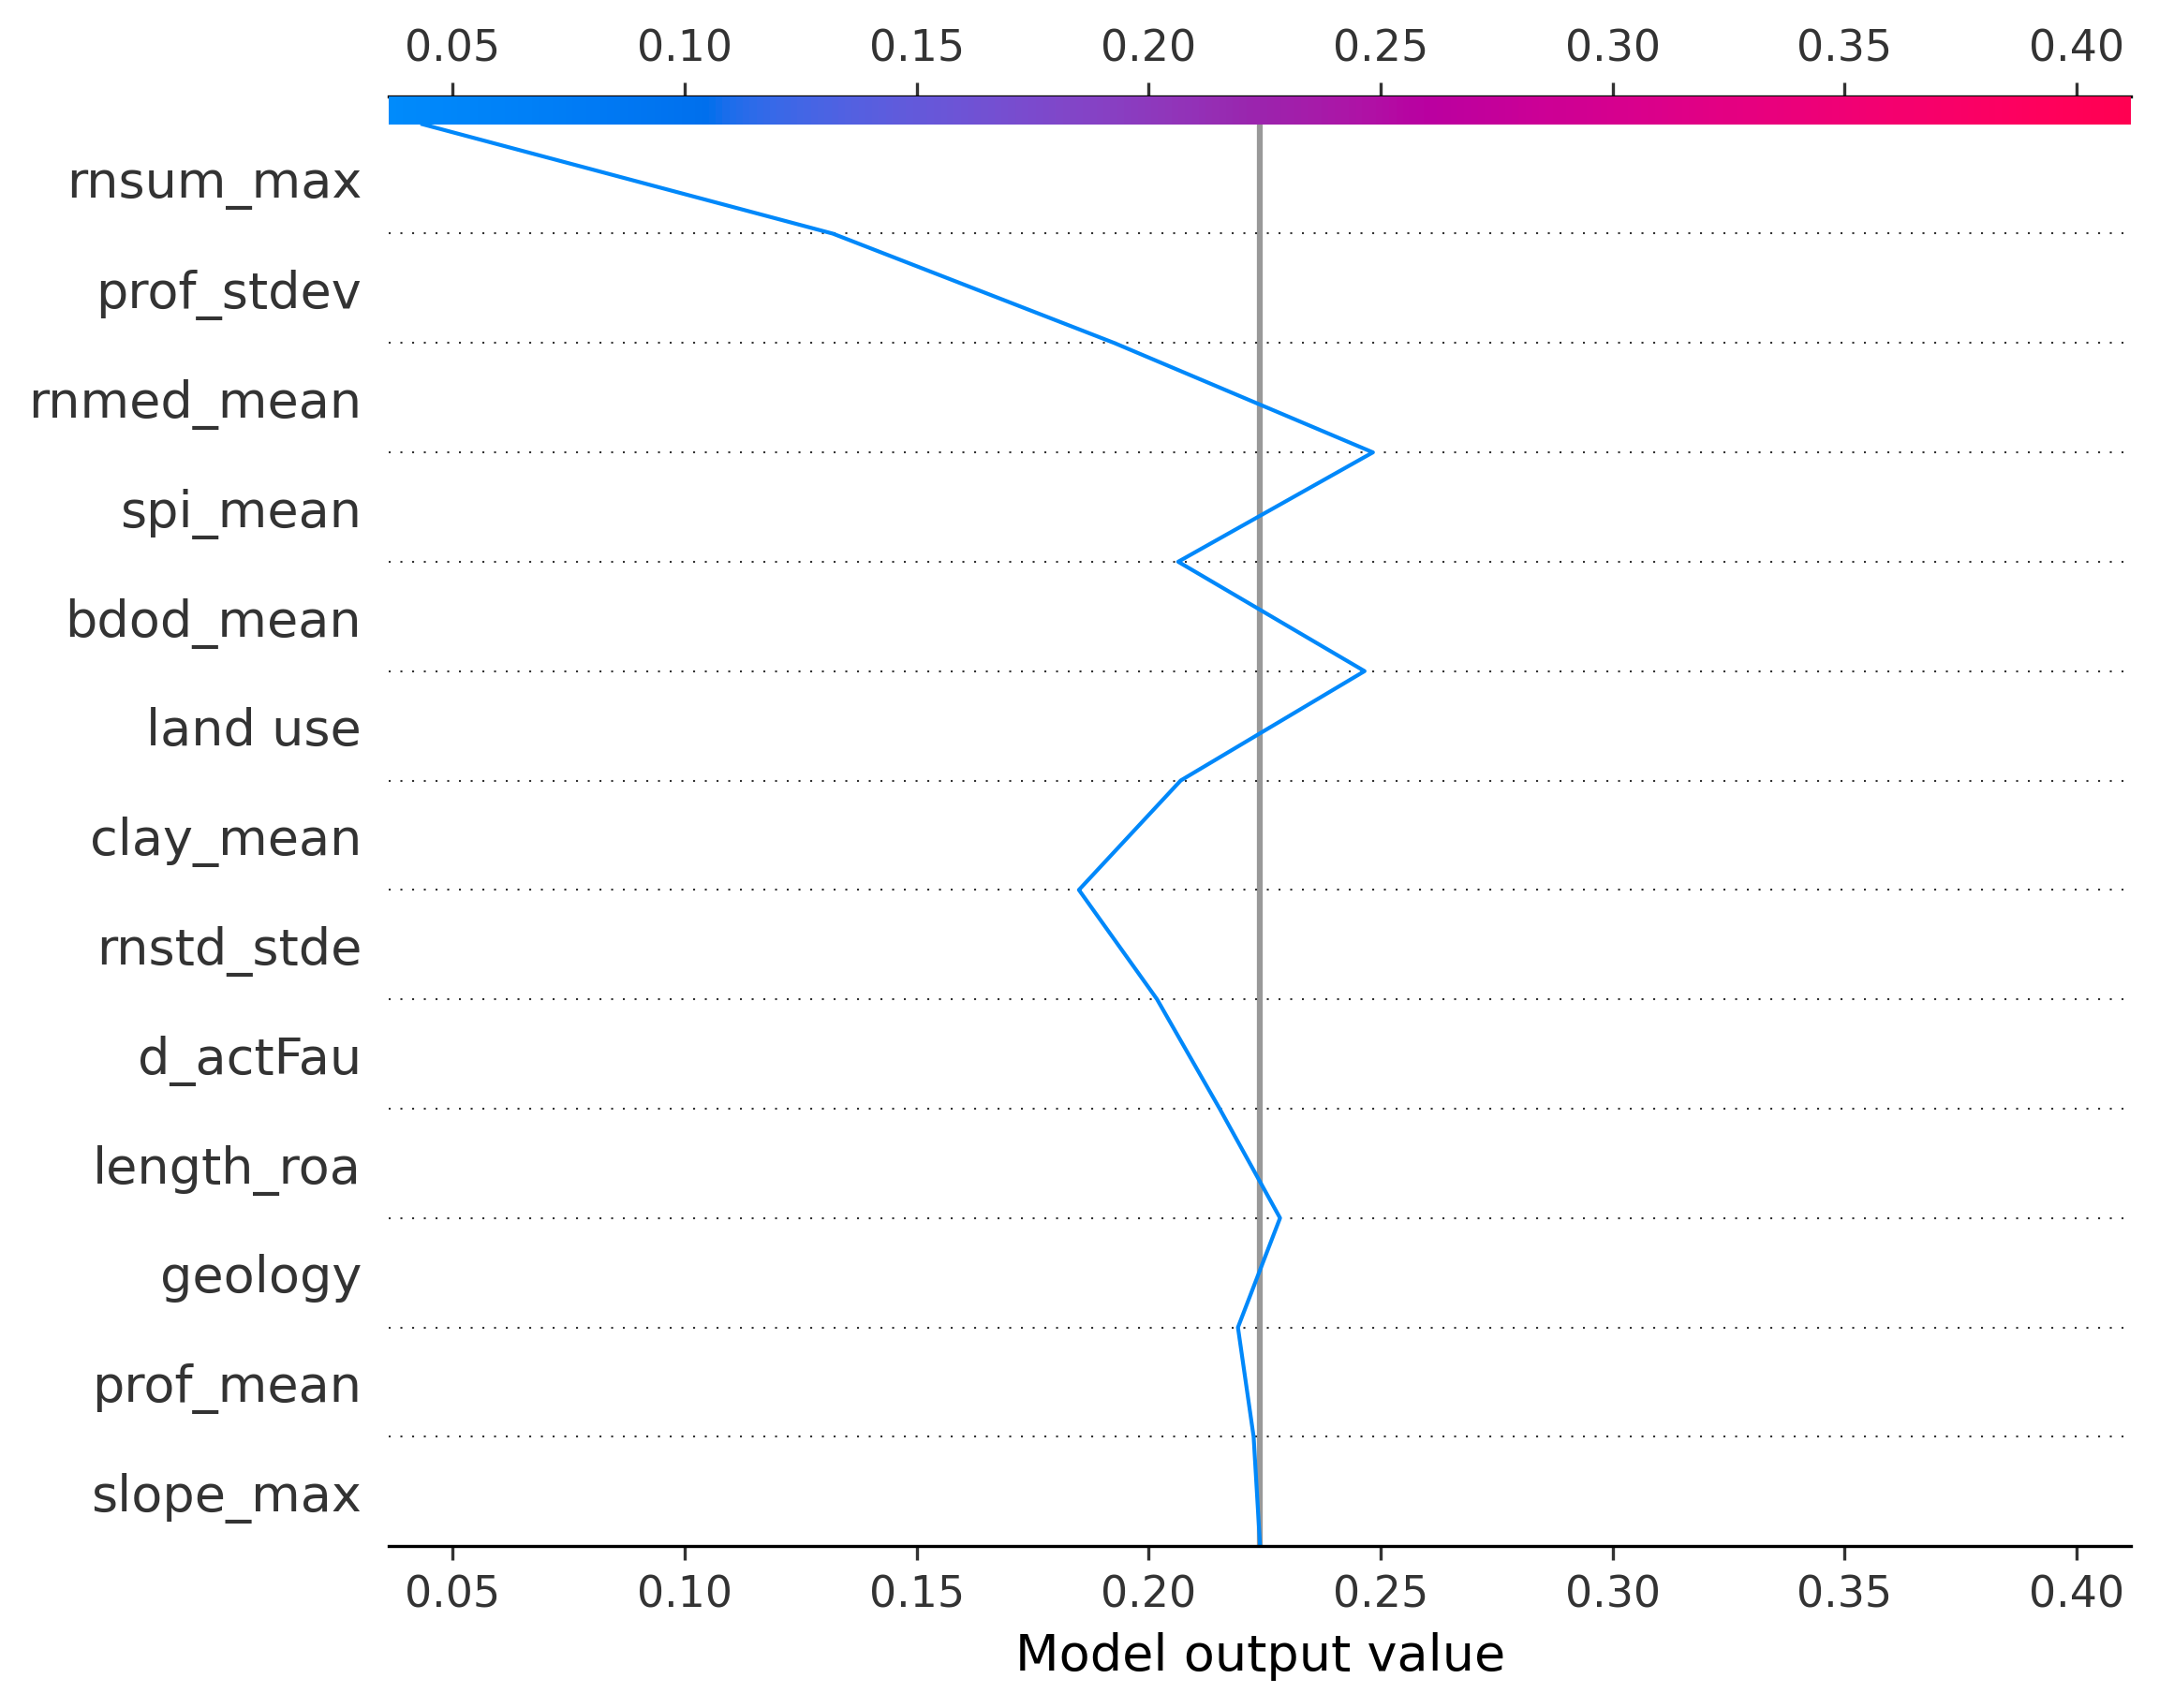 0.05 0.10 0.15 0.20 0.25 0.30 0.35 0.40
rnsum_max
prof_stdev
rnmed_mean
spi_mean
bdod_mean
land use
clay_mean
rnstd_stde
d_actFau
length_roa
geology
prof_mean
slope_max
0.05 0.10 0.15 0.20 0.25 0.30 0.35 0.40
Model output value